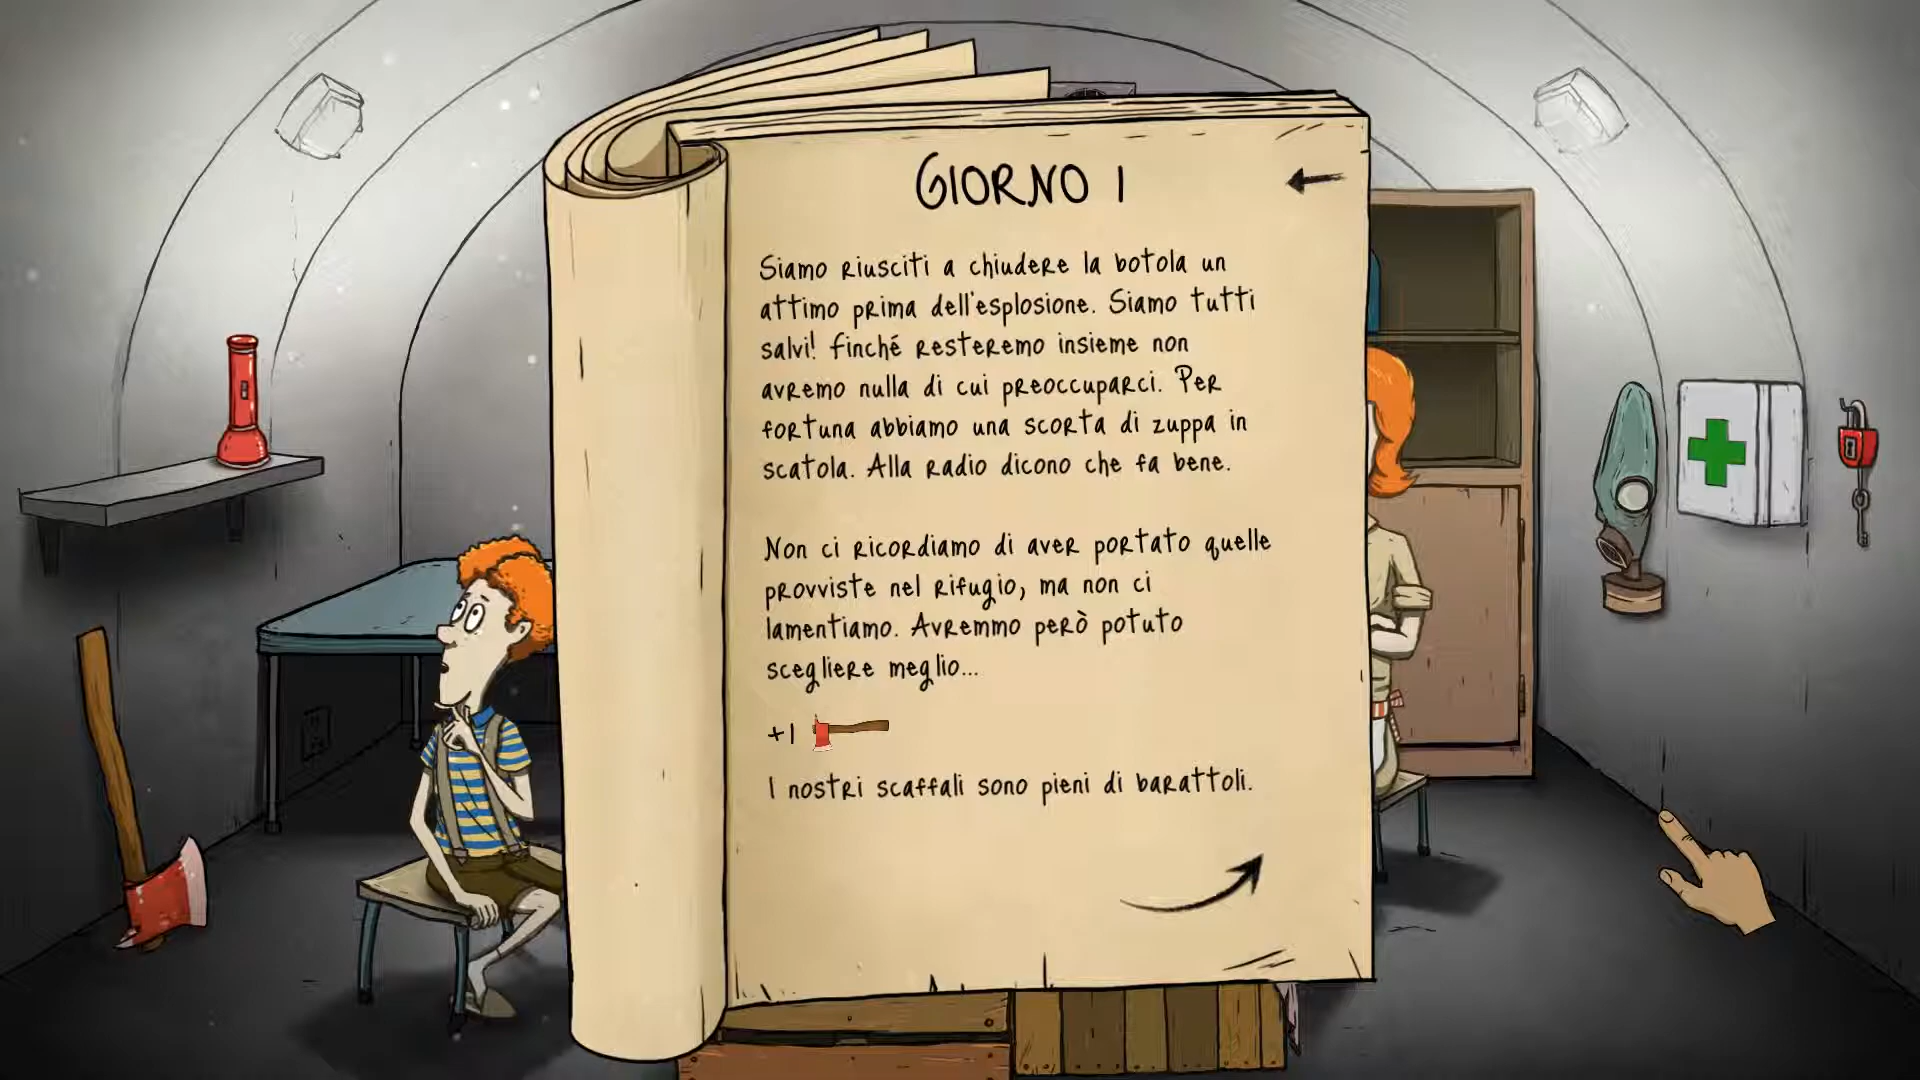 GIORNO 1
Siamo riusciti a chiudere la botola un
attimo prima dell'esplosione. Siamo tutti
salvi! Finché resteremo insieme non
avremo nulla di cui preoccuparci. Per
fortuna abbiamo una scorta di zuppa in
scatola. Alla radio dicono che fa bene.
Non ci ricordiamo di aver portato quelle
provviste nel rifugio, ma non ci
lamentiamo. Avremmo però potuto
scegliere meglio...
+1
I nostri scaffali sono pieni di barattoli.